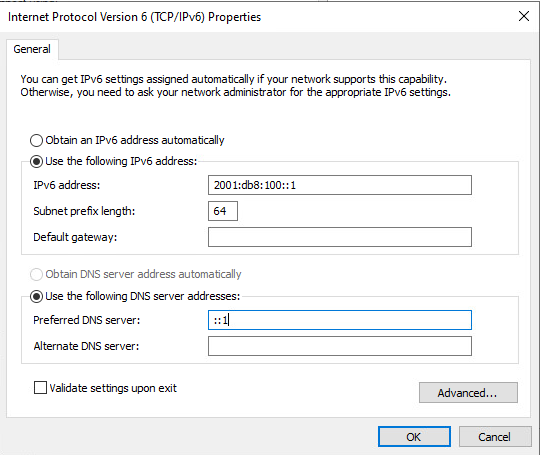 Internet Protocol Version 6 (TCP/IPv6) Properties
General
You can get IPv6 settings assigned automatically if your network supports this capability.
Otherwise, you need to ask your network administrator for the appropriate IPv6 settings.
Obtain an IPv6 address automatically
Use the following IPv6 address:
IPv6 address: 2001:db8:100::1
Subnet prefix length: 64
Default gateway:
Obtain DNS server address automatically
Use the following DNS server addresses:
Preferred DNS server: ::1
Alternate DNS server:
Validate settings upon exit
Advanced...
OK Cancel